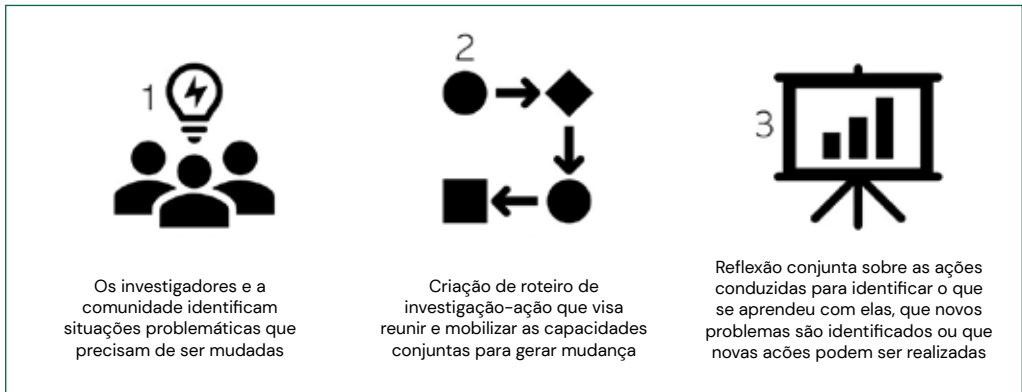 1
Os investigadores e a
comunidade identificam
situações problemáticas que
precisam de ser mudadas
2
Criação de roteiro de
investigação-ação que visa
reunir e mobilizar as capacidades
conjuntas para gerar mudança
3
Reflexão conjunta sobre as ações
conduzidas para identificar o que
se aprendeu com elas, que novos
problemas são identificados ou que
novas acões podem ser realizadas